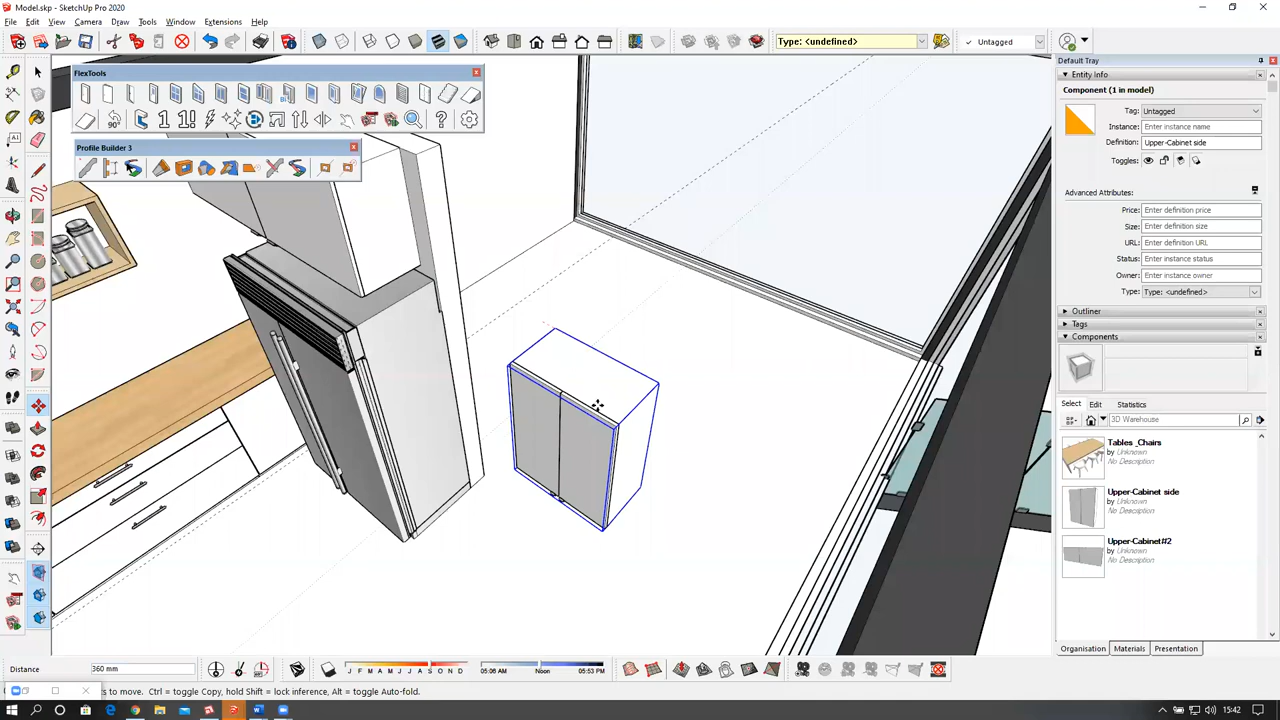 Model.skp - SketchUp Pro 2020
File Edit View Camera Draw Tools Window Extensions Help
Type: <undefined>
Untagged
Default Tray
FlexTools
Profile Builder 3
Entity Info
Component (1 in model)
Tag: Untagged
Instance: Enter instance name
Definition: Upper-Cabinet side
Toggles:
Advanced Attributes:
Price: Enter definition price
Size: Enter definition size
URL: Enter definition URL
Status: Enter instance status
Owner: Enter instance owner
Type: Type: <undefined>
Outliner
Tags
Components
Select Edit Statistics
3D Warehouse
Tables _Chairs
by Unknown
No Description
Upper-Cabinet side
by Unknown
No Description
Upper-Cabinet#2
by Unknown
No Description
Organisation Materials Presentation
Distance 360 mm
J F M A M J J A S O N D
05:06 AM Noon 05:53 PM
to move. Ctrl = toggle Copy, hold Shift = lock inference, Alt = toggle Auto-fold.
15:42